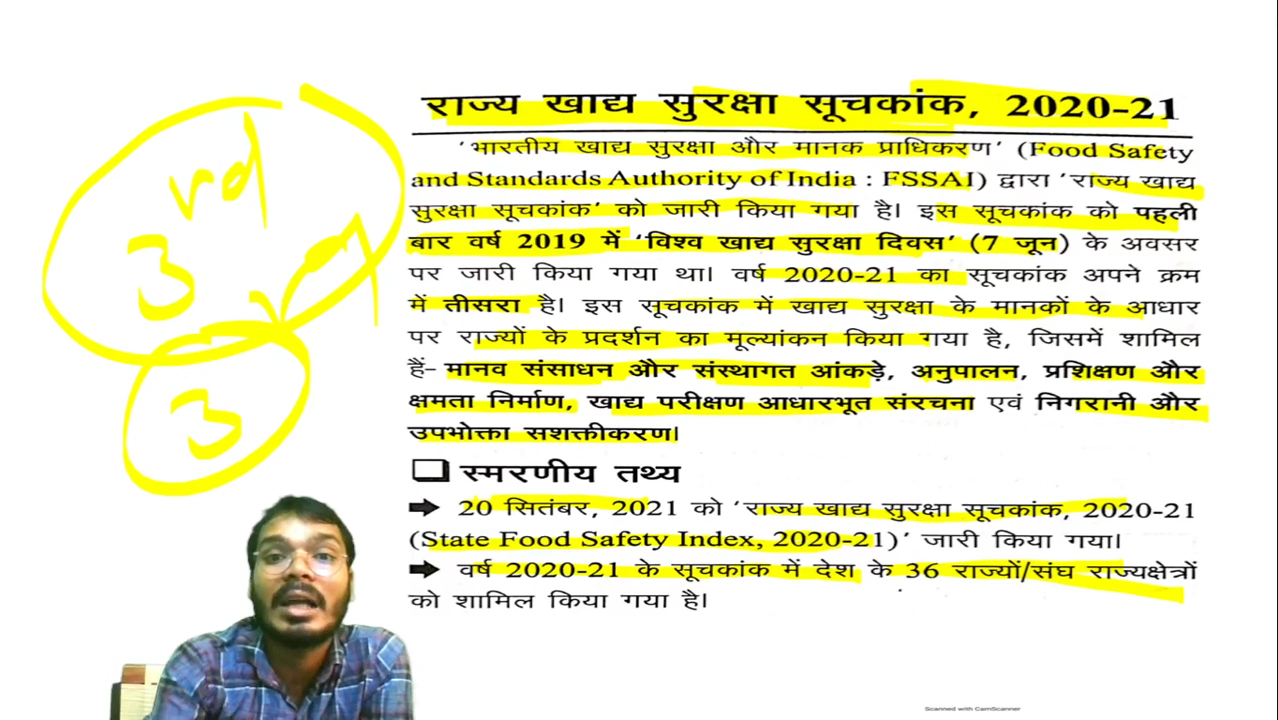 राज्य खाद्य सुरक्षा सूचकांक, 2020-21
'भारतीय खाद्य सुरक्षा और मानक प्राधिकरण' (Food Safety
and Standards Authority of India : FSSAI) द्वारा 'राज्य खाद्य
सुरक्षा सूचकांक' को जारी किया गया है। इस सूचकांक को पहली
बार वर्ष 2019 में 'विश्व खाद्य सुरक्षा दिवस' (7 जून) के अवसर
पर जारी किया गया था। वर्ष 2020-21 का सूचकांक अपने क्रम
में तीसरा है। इस सूचकांक में खाद्य सुरक्षा के मानकों के आधार
पर राज्यों के प्रदर्शन का मूल्यांकन किया गया है, जिसमें शामिल
हैं- मानव संसाधन और संस्थागत आंकड़े, अनुपालन, प्रशिक्षण और
क्षमता निर्माण, खाद्य परीक्षण आधारभूत संरचना एवं निगरानी और
उपभोक्ता सशक्तीकरण।
स्मरणीय तथ्य
20 सितंबर, 2021 को 'राज्य खाद्य सुरक्षा सूचकांक, 2020-21
(State Food Safety Index, 2020-21)' जारी किया गया।
वर्ष 2020-21 के सूचकांक में देश के 36 राज्यों/संघ राज्यक्षेत्रों
को शामिल किया गया है।
3 rd
3
Scanned with CamScanner